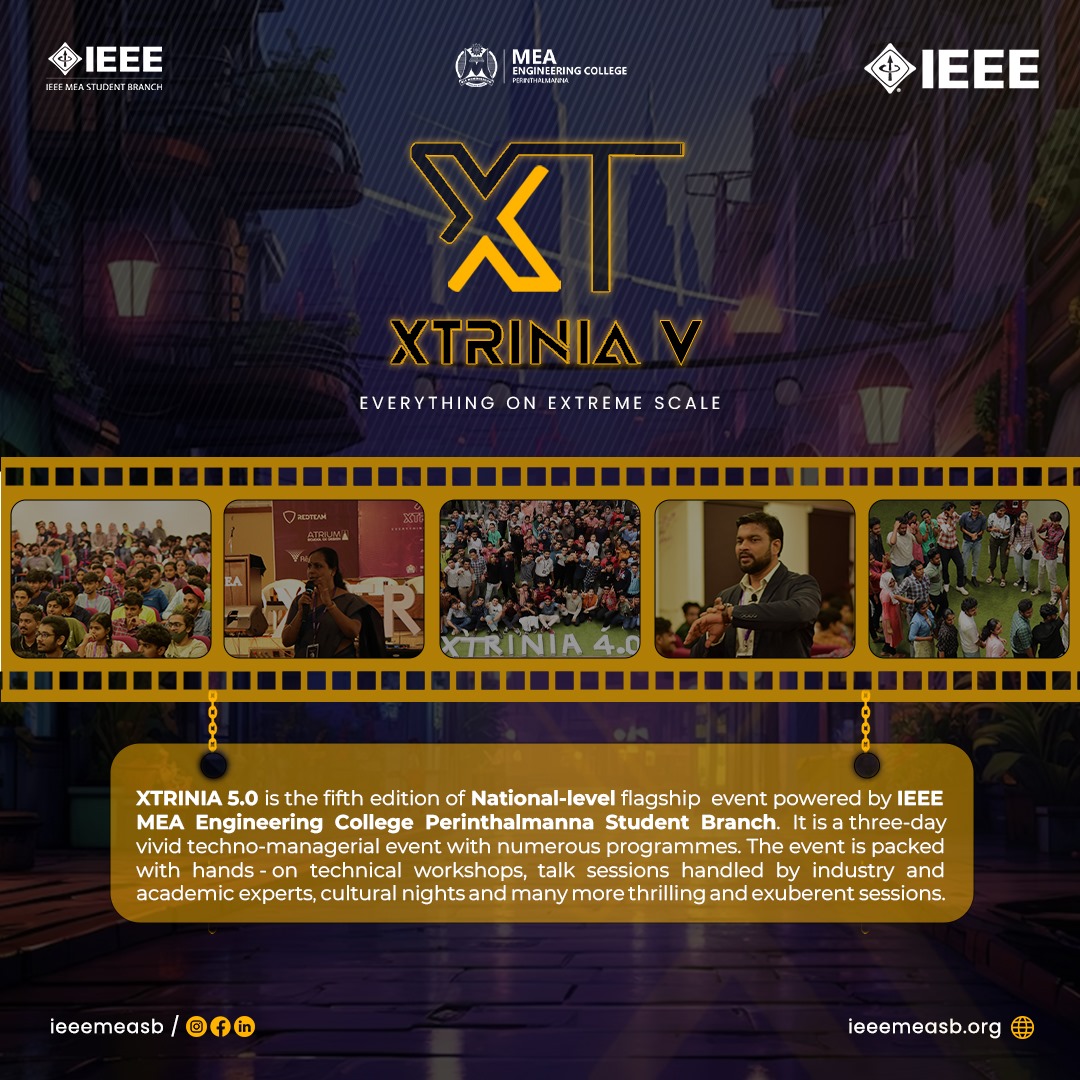 IEEE
IEEE MEA STUDENT BRANCH
MEA
ENGINEERING COLLEGE
PERINTHALMANNA
IEEE
XT
XTRINIA V
EVERYTHING ON EXTREME SCALE
REDTEAM
ATRIUM
XTRINIA 4.0
XTRINIA 5.0 is the fifth edition of National-level flagship event powered by IEEE
MEA Engineering College Perinthalmanna Student Branch. It is a three-day
vivid techno-managerial event with numerous programmes. The event is packed
with hands - on technical workshops, talk sessions handled by industry and
academic experts, cultural nights and many more thrilling and exuberent sessions.
ieeemeasb /
ieeemeasb.org